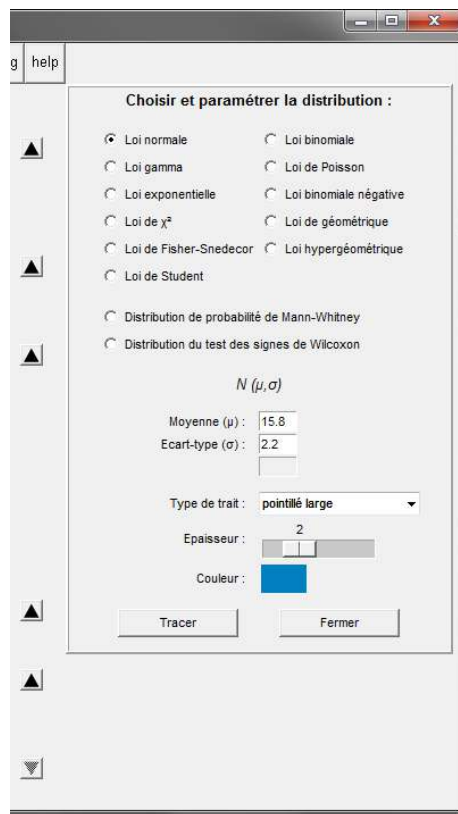 g help
Choisir et paramétrer la distribution :
Loi normale Loi binomiale
Loi gamma Loi de Poisson
Loi exponentielle Loi binomiale négative
Loi de χ² Loi de géométrique
Loi de Fisher-Snedecor Loi hypergéométrique
Loi de Student
Distribution de probabilité de Mann-Whitney
Distribution du test des signes de Wilcoxon
N (μ,σ)
Moyenne (μ) : 15.8
Ecart-type (σ) : 2.2
Type de trait : pointillé large
2
Epaisseur :
Couleur :
Tracer Fermer